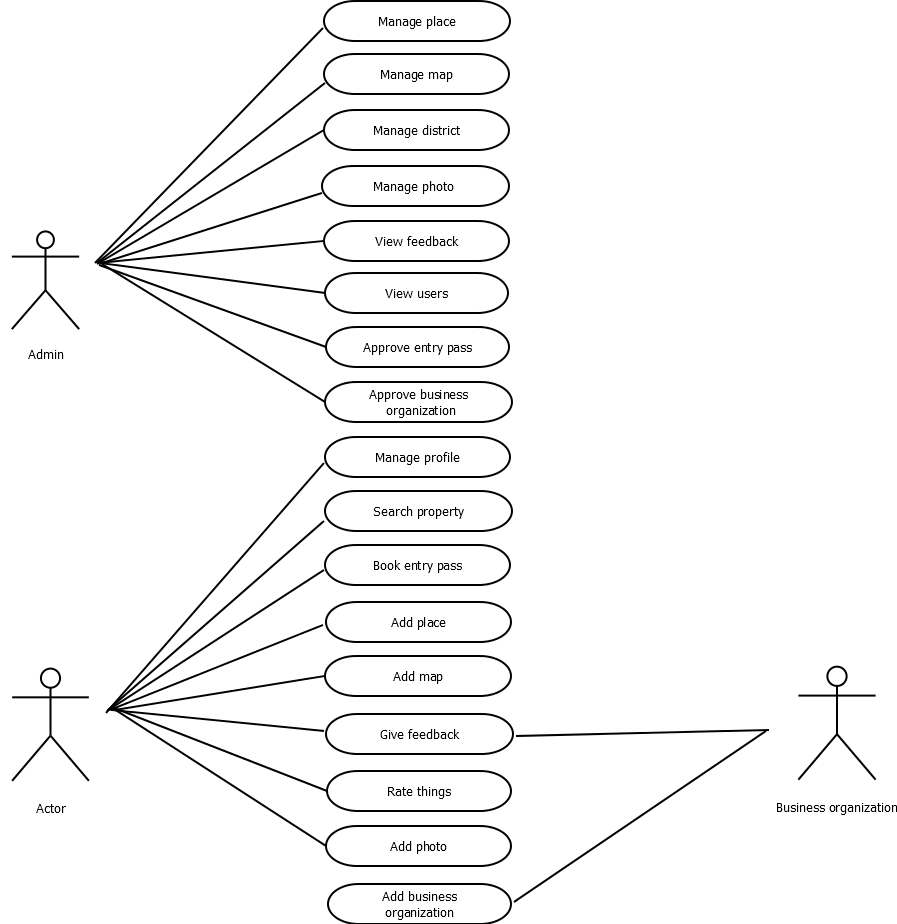 Manage place
Manage map
Manage district
Manage photo
View feedback
View users
Approve entry pass
Admin
Approve business
organization
Manage profile
Search property
Book entry pass
Add place
Add map
Give feedback
Rate things
Actor
Business organization
Add photo
Add business
organization